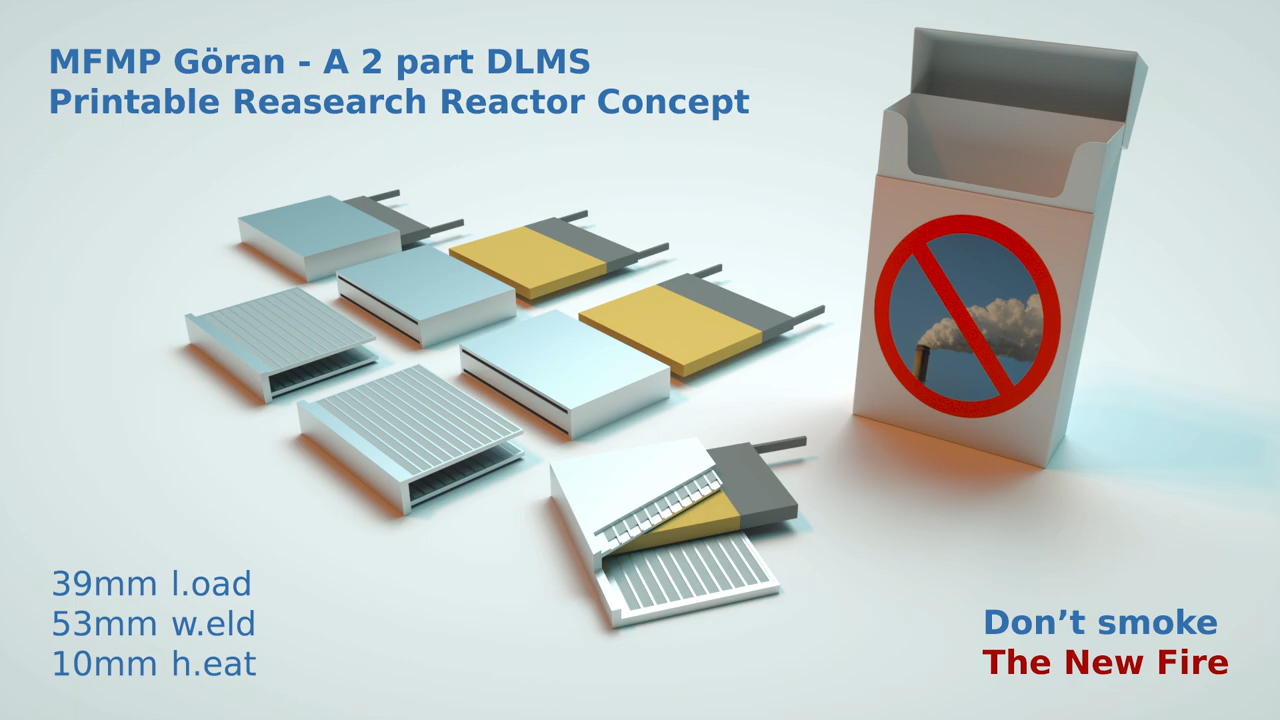 MFMP Göran - A 2 part DLMS
Printable Reasearch Reactor Concept
39mm l.oad
53mm w.eld
10mm h.eat
Don’t smoke
The New Fire